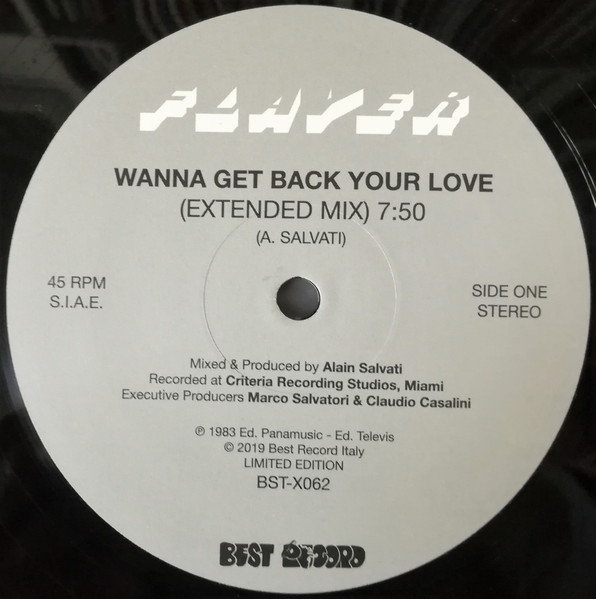 FLAYER
WANNA GET BACK YOUR LOVE
(EXTENDED MIX) 7:50
(A. SALVATI)
45 RPM
S.I.A.E.
SIDE ONE
STEREO
Mixed & Produced by Alain Salvati
Recorded at Criteria Recording Studios, Miami
Executive Producers Marco Salvatori & Claudio Casalini
℗ 1983 Ed. Panamusic - Ed. Televis
© 2019 Best Record Italy
LIMITED EDITION
BST-X062
BEST RECORD